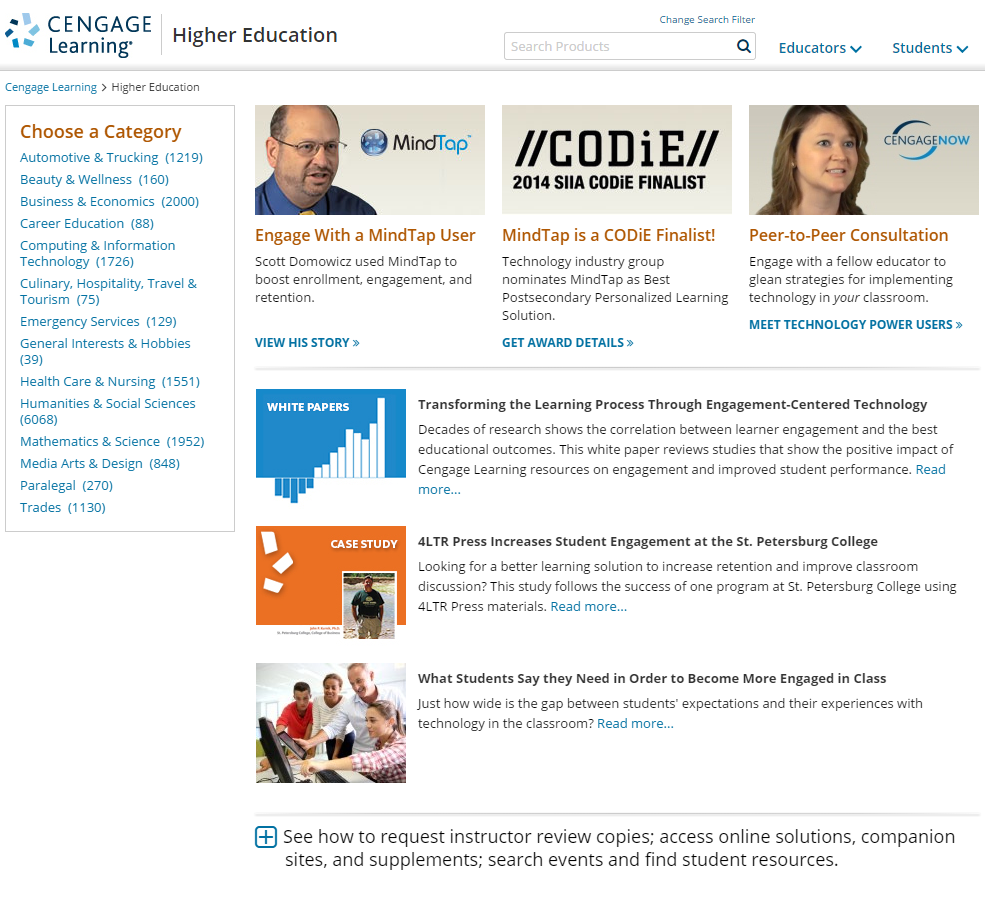 CENGAGE
Learning
Higher Education
Change Search Filter
Search Products
Educators
Students
Cengage Learning > Higher Education
Choose a Category
Automotive & Trucking (1219)
Beauty & Wellness (160)
Business & Economics (2000)
Career Education (88)
Computing & Information
Technology (1726)
Culinary, Hospitality, Travel &
Tourism (75)
Emergency Services (129)
General Interests & Hobbies
(39)
Health Care & Nursing (1551)
Humanities & Social Sciences
(6068)
Mathematics & Science (1952)
Media Arts & Design (848)
Paralegal (270)
Trades (1130)
MindTap™
Engage With a MindTap User
Scott Domowicz used MindTap to
boost enrollment, engagement, and
retention.
VIEW HIS STORY »
//CODiE//
2014 SIIA CODiE FINALIST
MindTap is a CODiE Finalist!
Technology industry group
nominates MindTap as Best
Postsecondary Personalized Learning
Solution.
GET AWARD DETAILS »
CENGAGENOW
Peer-to-Peer Consultation
Engage with a fellow educator to
glean strategies for implementing
technology in your classroom.
MEET TECHNOLOGY POWER USERS »
WHITE PAPERS
Transforming the Learning Process Through Engagement-Centered Technology
Decades of research shows the correlation between learner engagement and the best
educational outcomes. This white paper reviews studies that show the positive impact of
Cengage Learning resources on engagement and improved student performance. Read
more...
CASE STUDY
4LTR Press Increases Student Engagement at the St. Petersburg College
Looking for a better learning solution to increase retention and improve classroom
discussion? This study follows the success of one program at St. Petersburg College using
4LTR Press materials. Read more...
What Students Say they Need in Order to Become More Engaged in Class
Just how wide is the gap between students' expectations and their experiences with
technology in the classroom? Read more...
See how to request instructor review copies; access online solutions, companion
sites, and supplements; search events and find student resources.